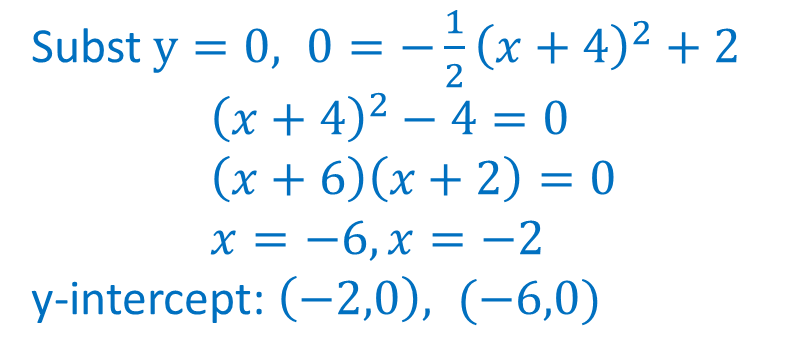 Subst y = 0, 0 = −½(x + 4)² + 2
(x + 4)² − 4 = 0
(x + 6)(x + 2) = 0
x = −6, x = −2
y-intercept: (−2,0), (−6,0)